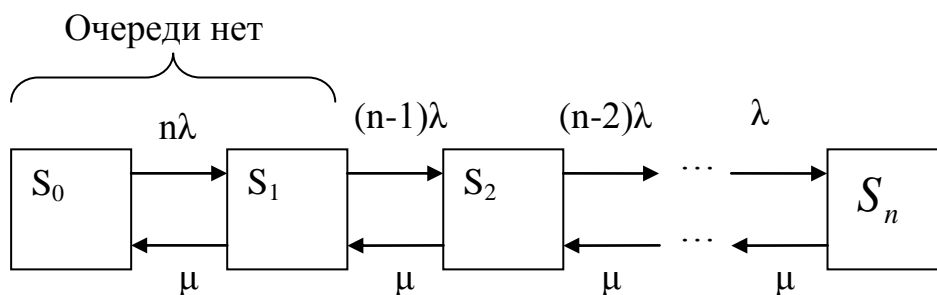 Очереди нет
nλ (n-1)λ (n-2)λ λ
S₀ S₁ S₂ ... Sₙ
...
μ μ μ μ